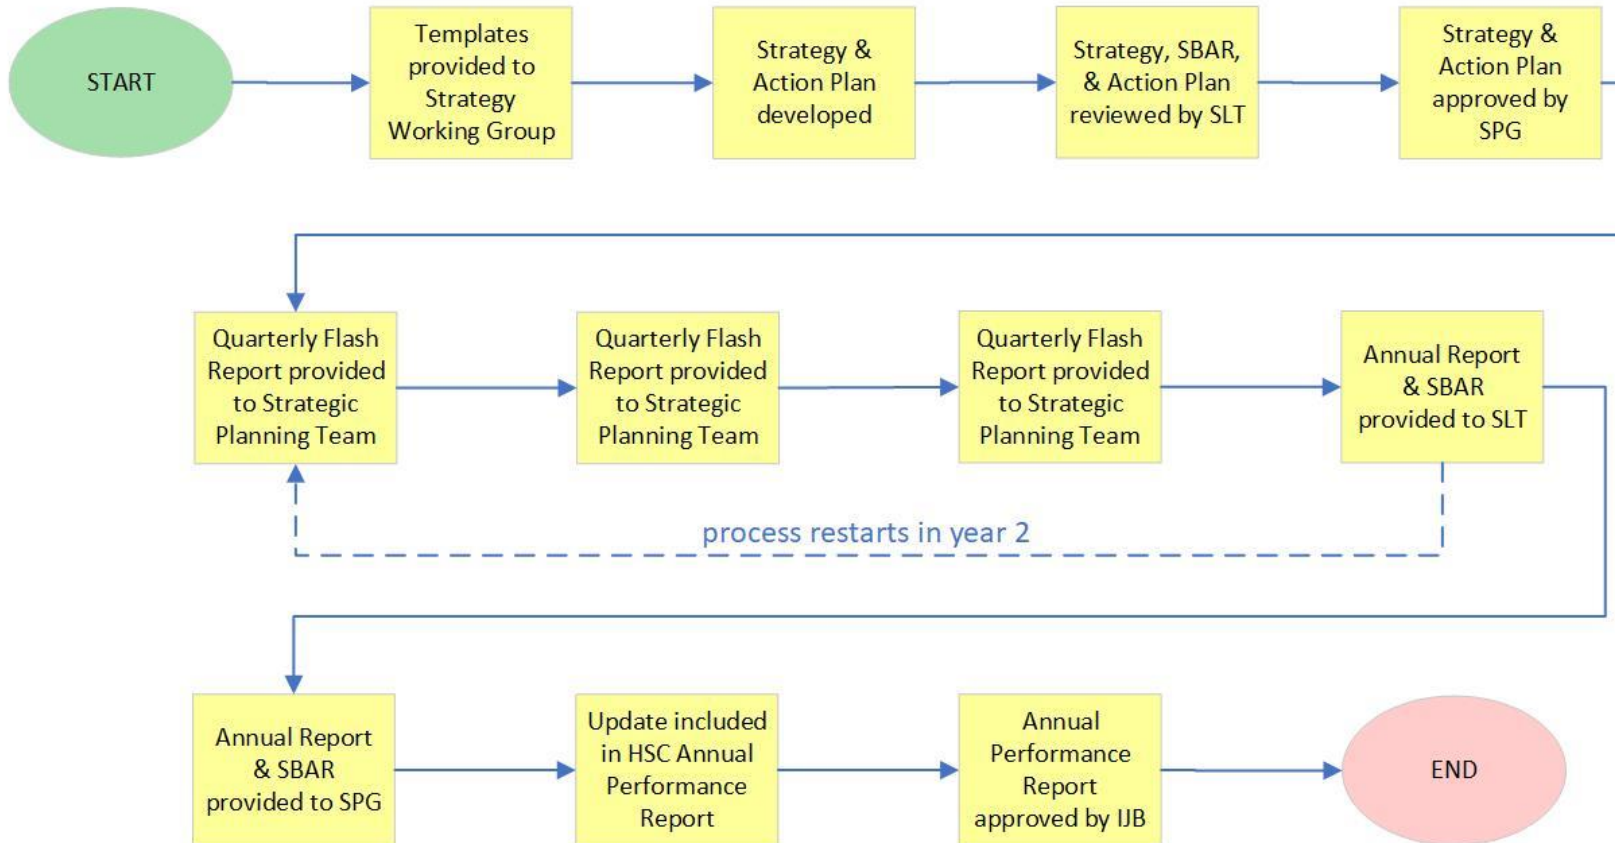 START
Templates
provided to
Strategy
Working Group
Strategy &
Action Plan
developed
Strategy, SBAR,
& Action Plan
reviewed by SLT
Strategy &
Action Plan
approved by
SPG
Quarterly Flash
Report provided
to Strategic
Planning Team
Quarterly Flash
Report provided
to Strategic
Planning Team
Quarterly Flash
Report provided
to Strategic
Planning Team
Annual Report
& SBAR
provided to SLT
process restarts in year 2
Annual Report
& SBAR
provided to SPG
Update included
in HSC Annual
Performance
Report
Annual
Performance
Report
approved by IJB
END